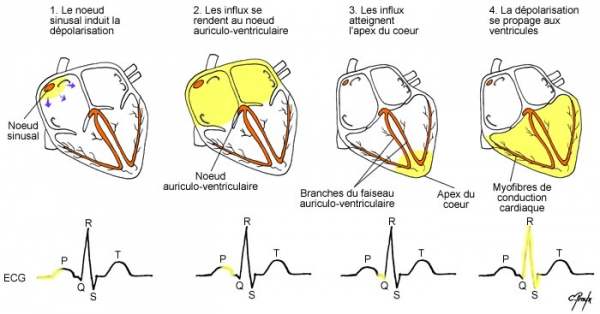 1. Le noeud
sinusal induit la
dépolarisation
2. Les influx se
rendent au noeud
auriculo-ventriculaire
3. Les influx
atteignent
l'apex du coeur
4. La dépolarisation
se propage aux
ventricules
Noeud
sinusal
Noeud
auriculo-ventriculaire
Branches du faiseau
auriculo-ventriculaire
Apex du
coeur
Myofibres de
conduction
cardiaque
ECG
P
Q
R
S
T
P
Q
R
S
T
P
Q
R
S
T
P
Q
R
S
T